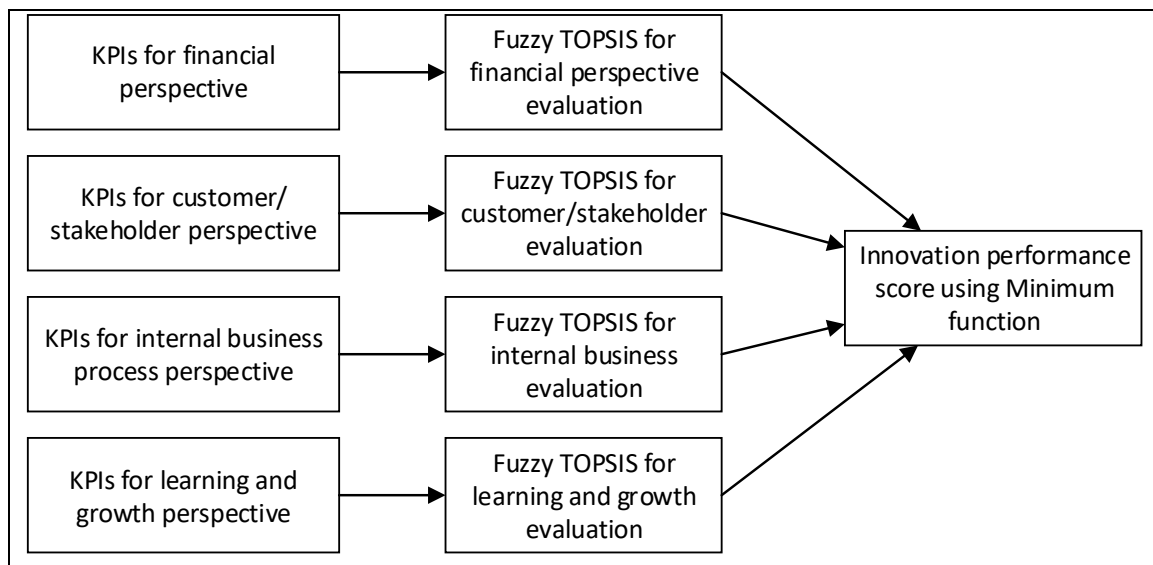 KPIs for financial
perspective
Fuzzy TOPSIS for
financial perspective
evaluation
KPIs for customer/
stakeholder perspective
Fuzzy TOPSIS for
customer/stakeholder
evaluation
Innovation performance
score using Minimum
function
KPIs for internal business
process perspective
Fuzzy TOPSIS for
internal business
evaluation
KPIs for learning and
growth perspective
Fuzzy TOPSIS for
learning and growth
evaluation